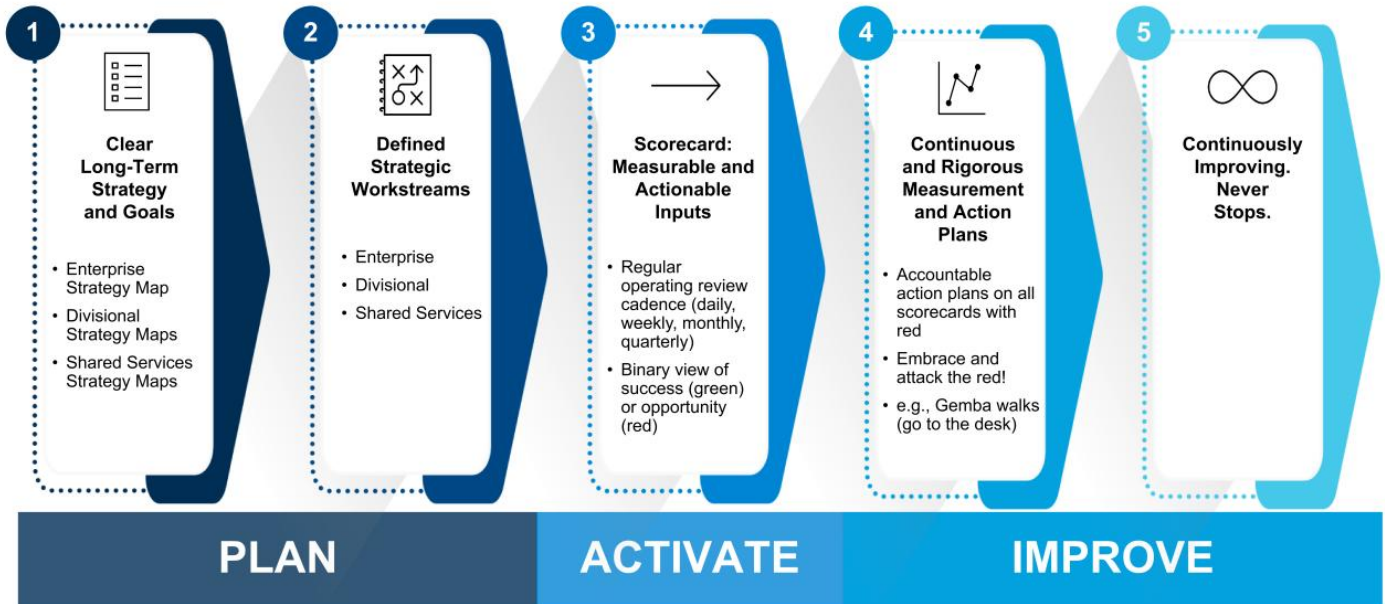 1
Clear
Long-Term
Strategy
and Goals
• Enterprise
Strategy Map
• Divisional
Strategy Maps
• Shared Services
Strategy Maps
2
Defined
Strategic
Workstreams
• Enterprise
• Divisional
• Shared Services
3
Scorecard:
Measurable and
Actionable
Inputs
• Regular
operating review
cadence (daily,
weekly, monthly,
quarterly)
• Binary view of
success (green)
or opportunity
(red)
4
Continuous
and Rigorous
Measurement
and Action
Plans
• Accountable
action plans on all
scorecards with
red
• Embrace and
attack the red!
• e.g., Gemba walks
(go to the desk)
5
Continuously
Improving.
Never
Stops.
PLAN
ACTIVATE
IMPROVE